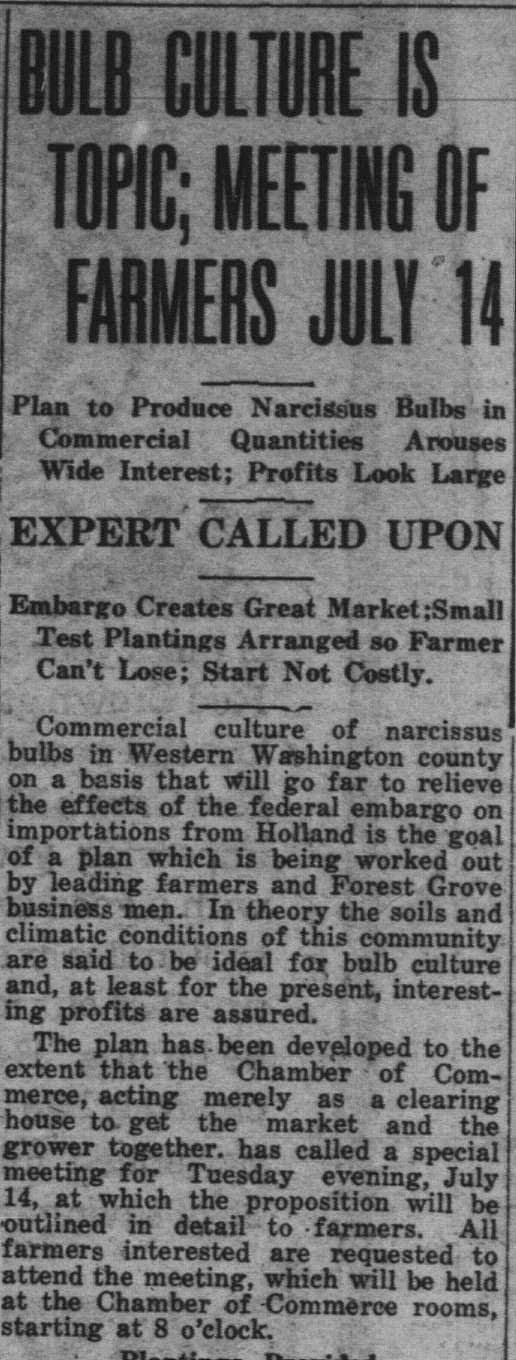 BULB CULTURE IS
TOPIC; MEETING OF
FARMERS JULY 14
Plan to Produce Narcissus Bulbs in
Commercial Quantities Arouses
Wide Interest; Profits Look Large
EXPERT CALLED UPON
Embargo Creates Great Market;Small
Test Plantings Arranged so Farmer
Can't Lose; Start Not Costly.
Commercial culture of narcissus
bulbs in Western Washington county
on a basis that will go far to relieve
the effects of the federal embargo on
importations from Holland is the goal
of a plan which is being worked out
by leading farmers and Forest Grove
business men. In theory the soils and
climatic conditions of this community
are said to be ideal for bulb culture
and, at least for the present, interest-
ing profits are assured.
The plan has been developed to the
extent that the Chamber of Com-
merce, acting merely as a clearing
house to get the market and the
grower together. has called a special
meeting for Tuesday evening, July
14, at which the proposition will be
outlined in detail to farmers. All
farmers interested are requested to
attend the meeting, which will be held
at the Chamber of Commerce rooms,
starting at 8 o'clock.
Plantings Provided